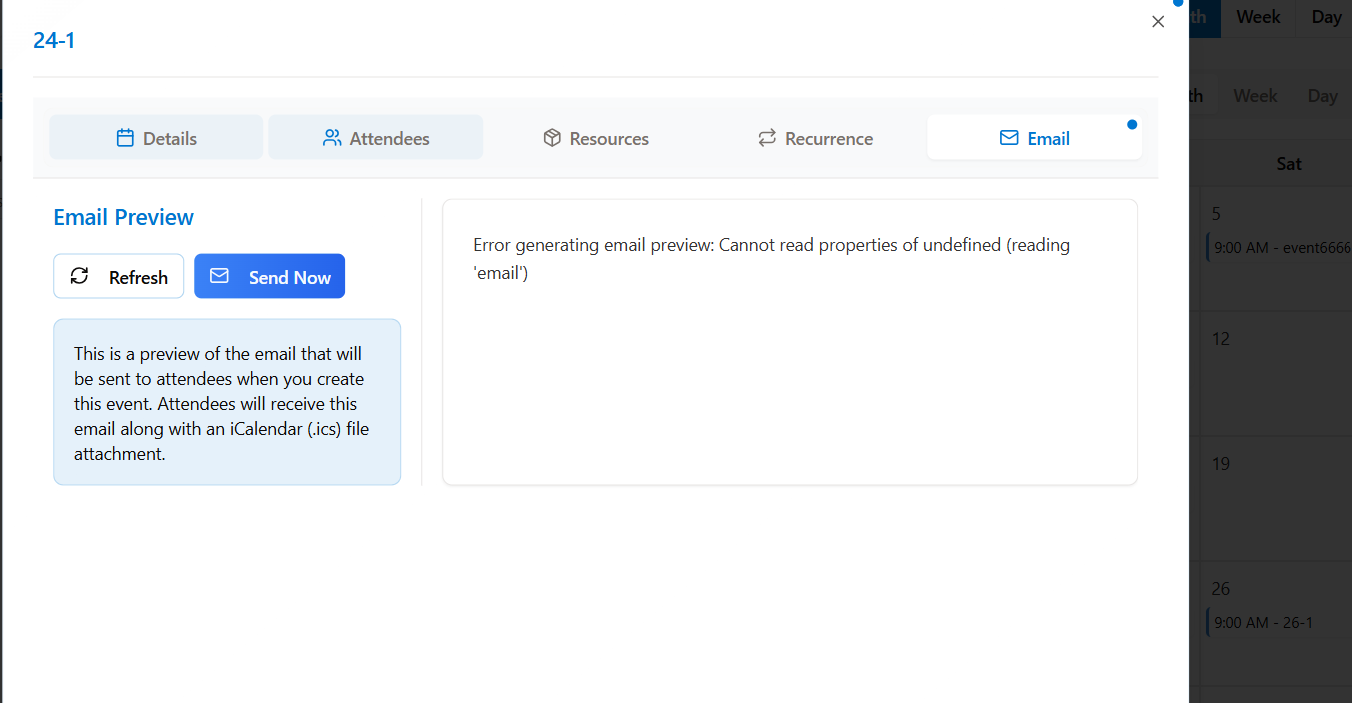 24-1
th Week Day
th Week Day
Details Attendees Resources Recurrence Email
Sat
Email Preview
Refresh Send Now
This is a preview of the email that will
be sent to attendees when you create
this event. Attendees will receive this
email along with an iCalendar (.ics) file
attachment.
Error generating email preview: Cannot read properties of undefined (reading
'email')
5
9:00 AM - event6666
12
19
26
9:00 AM - 26-1